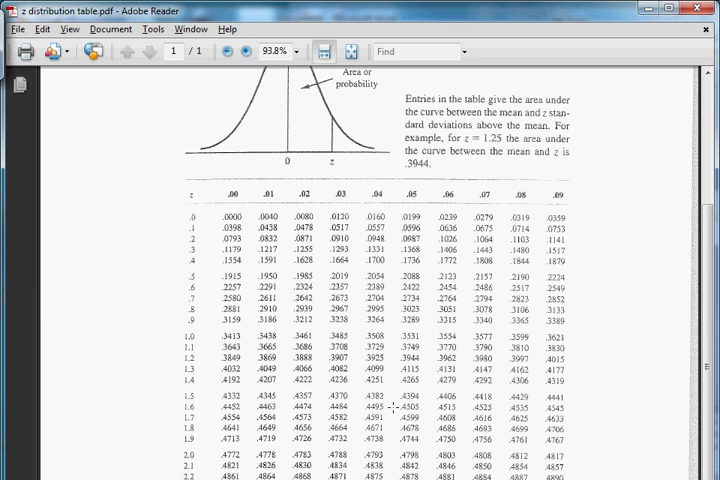 z distribution table.pdf - Adobe Reader
File Edit View Document Tools Window Help
1 / 1 93.8% Find
Area or
probability
0 z
Entries in the table give the area under
the curve between the mean and z stan-
dard deviations above the mean. For
example, for z = 1.25 the area under
the curve between the mean and z is
.3944.
z .00 .01 .02 .03 .04 .05 .06 .07 .08 .09
.0 .0000 .0040 .0080 .0120 .0160 .0199 .0239 .0279 .0319 .0359
.1 .0398 .0438 .0478 .0517 .0557 .0596 .0636 .0675 .0714 .0753
.2 .0793 .0832 .0871 .0910 .0948 .0987 .1026 .1064 .1103 .1141
.3 .1179 .1217 .1255 .1293 .1331 .1368 .1406 .1443 .1480 .1517
.4 .1554 .1591 .1628 .1664 .1700 .1736 .1772 .1808 .1844 .1879
.5 .1915 .1950 .1985 .2019 .2054 .2088 .2123 .2157 .2190 .2224
.6 .2257 .2291 .2324 .2357 .2389 .2422 .2454 .2486 .2517 .2549
.7 .2580 .2611 .2642 .2673 .2704 .2734 .2764 .2794 .2823 .2852
.8 .2881 .2910 .2939 .2967 .2995 .3023 .3051 .3078 .3106 .3133
.9 .3159 .3186 .3212 .3238 .3264 .3289 .3315 .3340 .3365 .3389
1.0 .3413 .3438 .3461 .3485 .3508 .3531 .3554 .3577 .3599 .3621
1.1 .3643 .3665 .3686 .3708 .3729 .3749 .3770 .3790 .3810 .3830
1.2 .3849 .3869 .3888 .3907 .3925 .3944 .3962 .3980 .3997 .4015
1.3 .4032 .4049 .4066 .4082 .4099 .4115 .4131 .4147 .4162 .4177
1.4 .4192 .4207 .4222 .4236 .4251 .4265 .4279 .4292 .4306 .4319
1.5 .4332 .4345 .4357 .4370 .4382 .4394 .4406 .4418 .4429 .4441
1.6 .4452 .4463 .4474 .4484 .4495 .4505 .4515 .4525 .4535 .4545
1.7 .4554 .4564 .4573 .4582 .4591 .4599 .4608 .4616 .4625 .4633
1.8 .4641 .4649 .4656 .4664 .4671 .4678 .4686 .4693 .4699 .4706
1.9 .4713 .4719 .4726 .4732 .4738 .4744 .4750 .4756 .4761 .4767
2.0 .4772 .4778 .4783 .4788 .4793 .4798 .4803 .4808 .4812 .4817
2.1 .4821 .4826 .4830 .4834 .4838 .4842 .4846 .4850 .4854 .4857
2.2 .4861 .4864 .4868 .4871 .4875 .4878 .4881 .4884 .4887 .4890